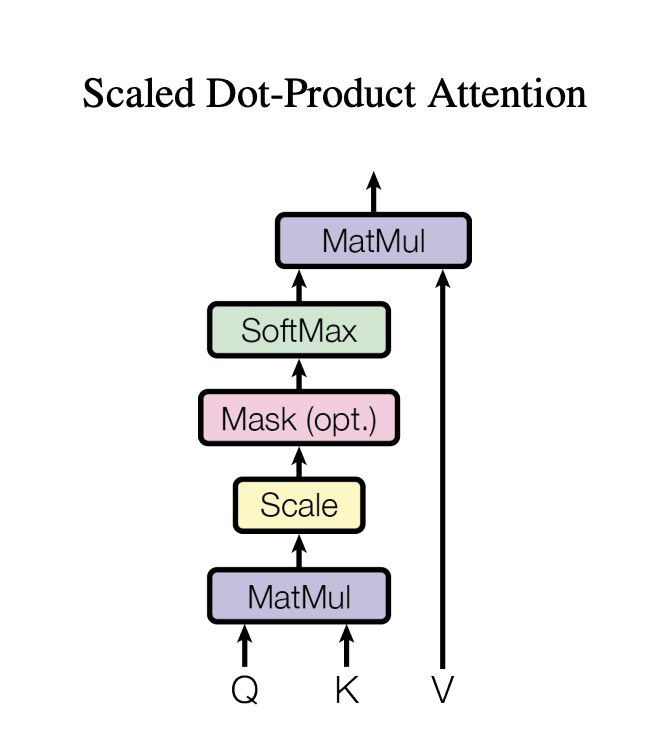 Scaled Dot-Product Attention
MatMul
SoftMax
Mask (opt.)
Scale
MatMul
Q K V